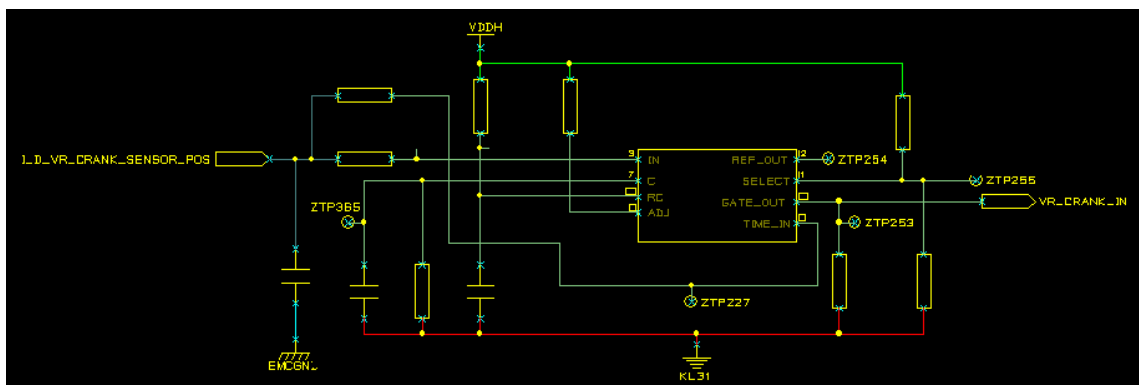 VDDH
I_D_VR_CRANK_SENSOR_POS
9 IN
REF_OUT 12
ZTP254
7 C
SELECT 11
ZTP255
RC
GATE_OUT
VR_CRANK_IN
ZTP365
ADJ
TIME_IN
ZTP253
ZTP227
EMCGND
KL31